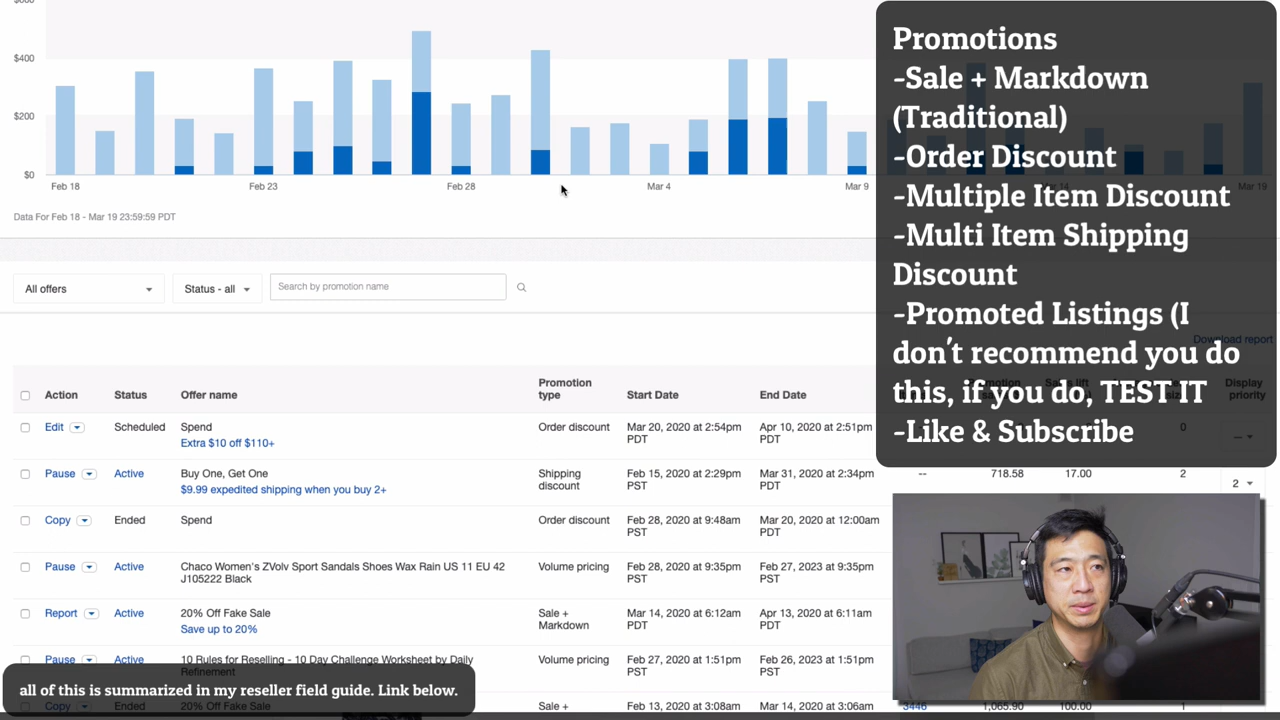 $600
$400
$200
$0
Feb 18
Feb 23
Feb 28
Mar 4
Mar 9
Mar 19
Data For Feb 18 - Mar 19 23:59:59 PDT
Promotions
-Sale + Markdown
(Traditional)
-Order Discount
-Multiple Item Discount
-Multi Item Shipping
Discount
-Promoted Listings (I
don't recommend you do
this, if you do, TEST IT
-Like & Subscribe
All offers
Status - all
Search by promotion name
Download report
Action Status Offer name Promotion type Start Date End Date Display priority
Edit Scheduled Spend Order discount Mar 20, 2020 at 2:54pm Apr 10, 2020 at 2:51pm 0
Extra $10 off $110+ PDT PDT
Pause Active Buy One, Get One Shipping Feb 15, 2020 at 2:29pm Mar 31, 2020 at 2:34pm -- 718.58 17.00 2
$9.99 expedited shipping when you buy 2+ discount PST PDT 2
Copy Ended Spend Order discount Feb 28, 2020 at 9:48am Mar 20, 2020 at 12:00am
PST PDT
Pause Active Chaco Women's ZVolv Sport Sandals Shoes Wax Rain US 11 EU 42 Volume pricing Feb 28, 2020 at 9:35pm Feb 27, 2023 at 9:35pm
J105222 Black PST PST
Report Active 20% Off Fake Sale Sale + Mar 14, 2020 at 6:12am Apr 13, 2020 at 6:11am
Save up to 20% Markdown PDT PDT
Pause Active 10 Rules for Reselling - 10 Day Challenge Worksheet by Daily Volume pricing Feb 27, 2020 at 1:51pm Feb 26, 2023 at 1:51pm
Refinement PST PST
Copy Ended 20% Off Fake Sale Sale + Feb 13, 2020 at 3:08am Mar 14, 2020 at 3:06am 3446 1,065.90 100.00
all of this is summarized in my reseller field guide. Link below.